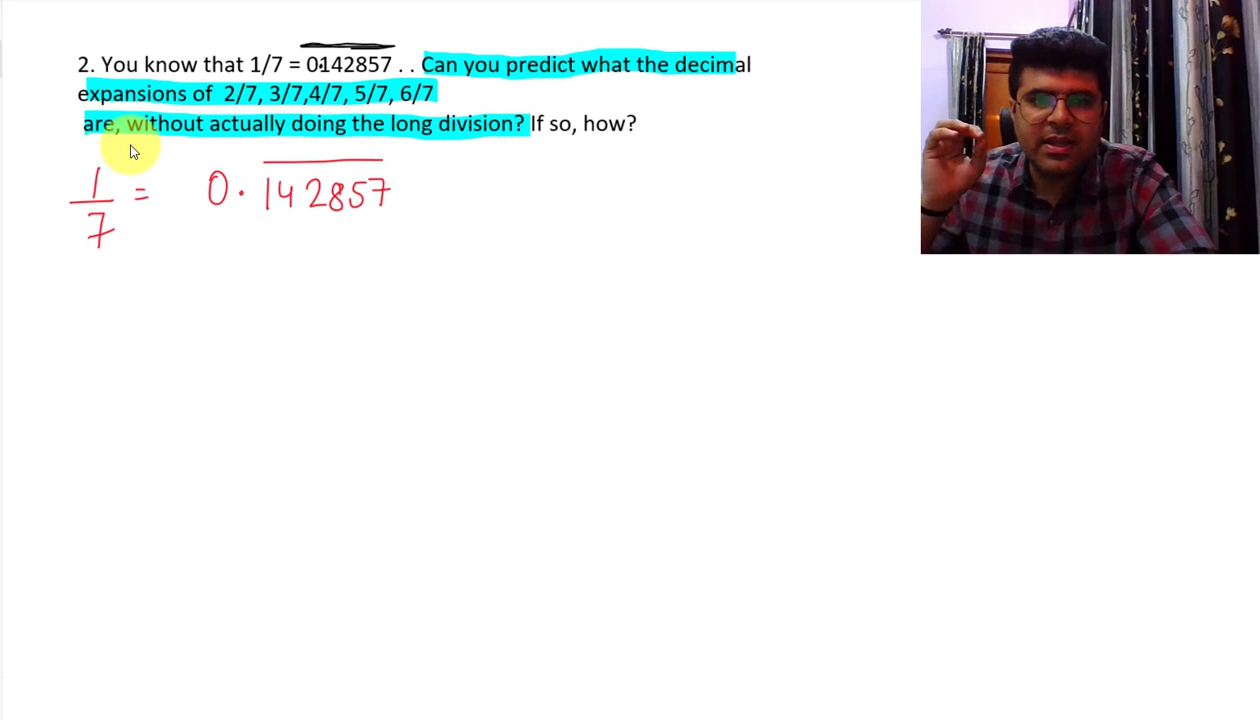 2. You know that 1/7 = 0142857 . . Can you predict what the decimal
expansions of 2/7, 3/7,4/7, 5/7, 6/7
are, without actually doing the long division? If so, how?
1/7 = 0.142857